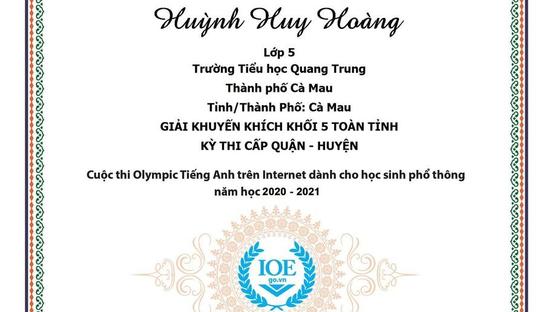 Huỳnh Huy Hoàng
Lớp 5
Trường Tiểu học Quang Trung
Thành phố Cà Mau
Tỉnh/Thành Phố: Cà Mau
GIẢI KHUYẾN KHÍCH KHỐI 5 TOÀN TỈNH
KỲ THI CẤP QUẬN - HUYỆN
Cuộc thi Olympic Tiếng Anh trên Internet dành cho học sinh phổ thông
năm học 2020 - 2021
IOE
go.vn